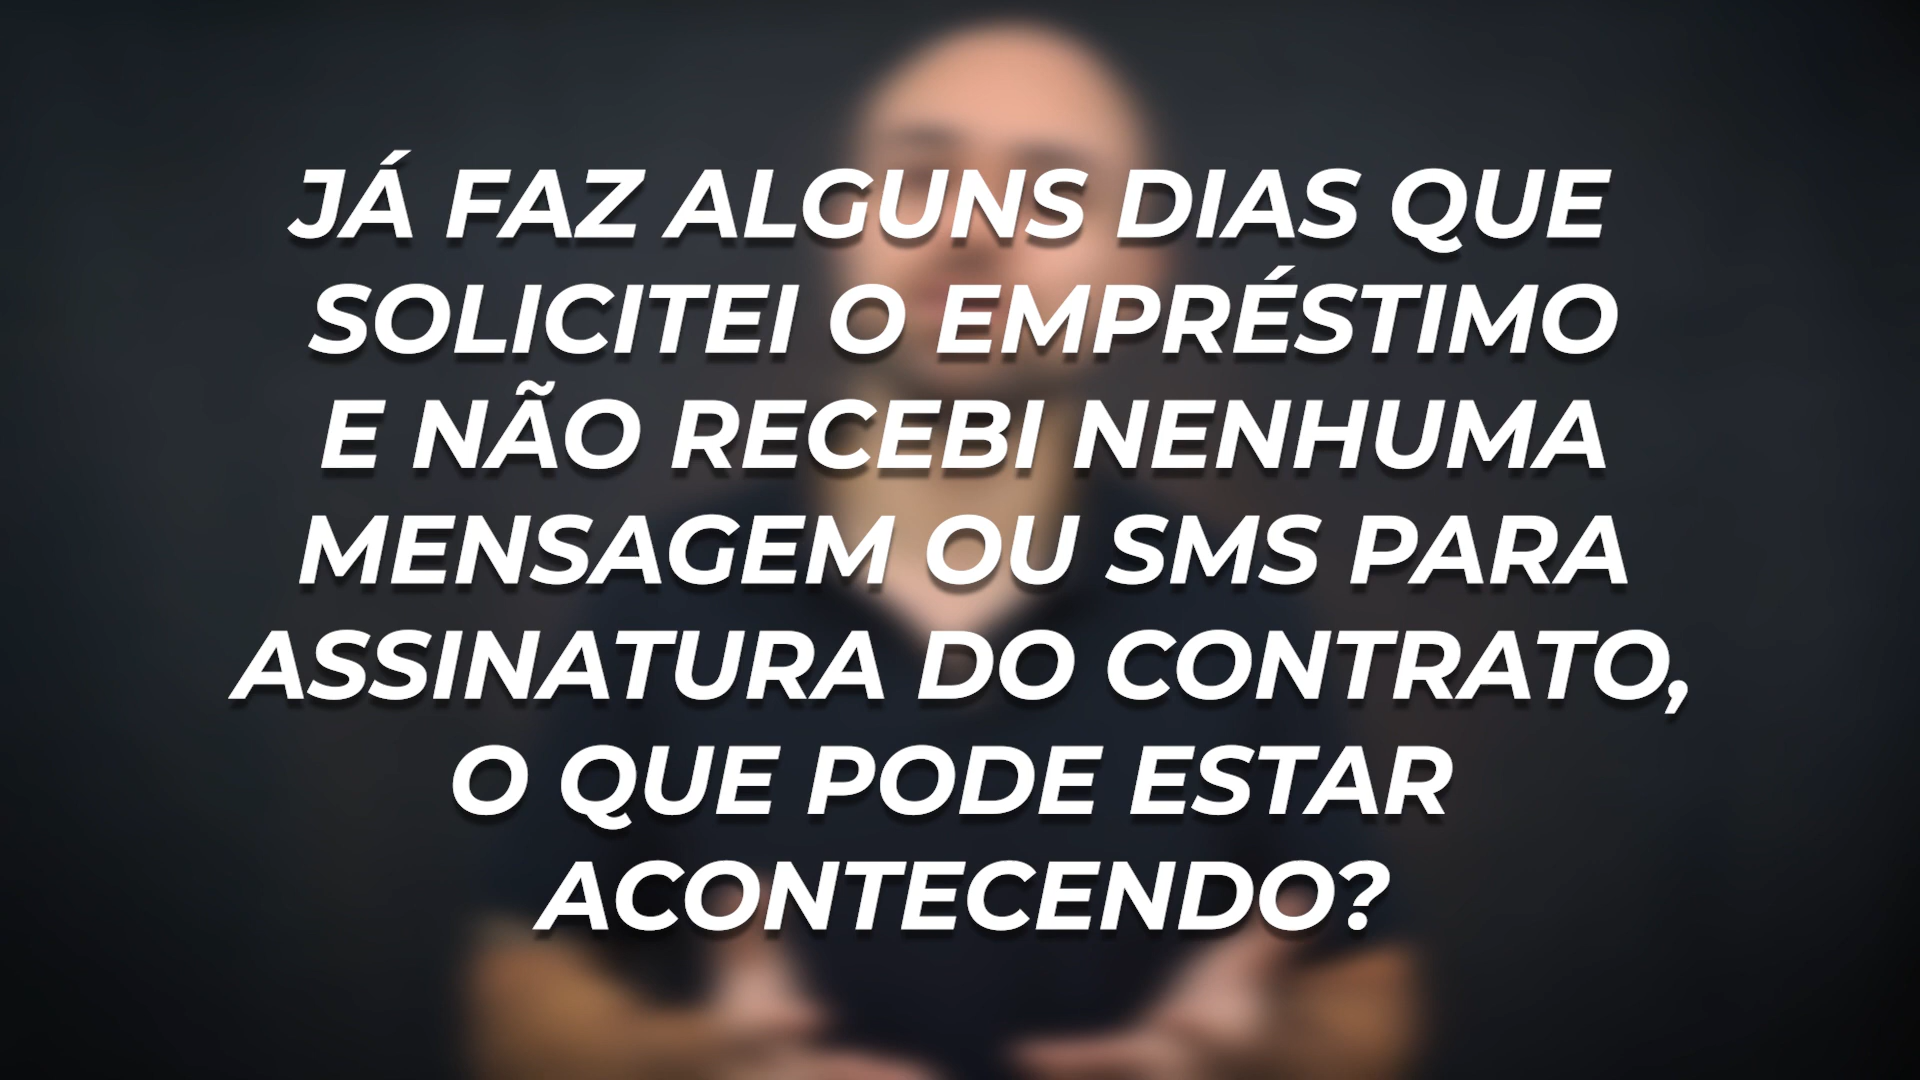 JÁ FAZ ALGUNS DIAS QUE
SOLICITEI O EMPRÉSTIMO
E NÃO RECEBI NENHUMA
MENSAGEM OU SMS PARA
ASSINATURA DO CONTRATO,
O QUE PODE ESTAR
ACONTECENDO?